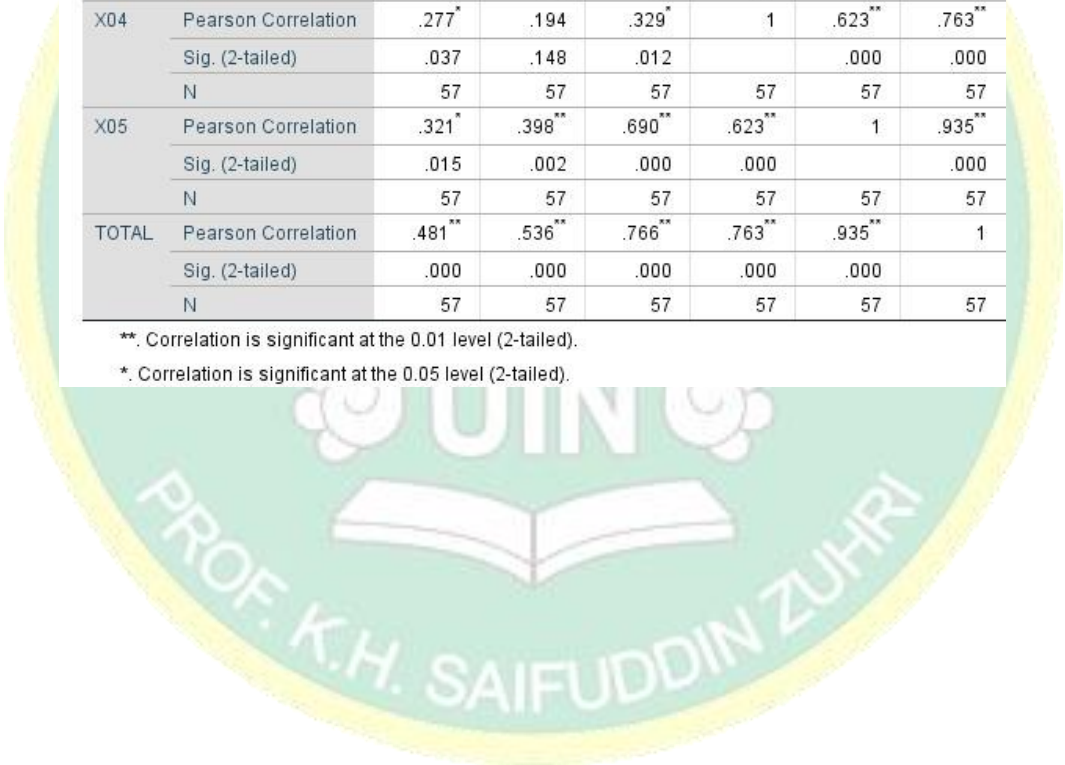 X04 Pearson Correlation .277* .194 .329* 1 .623** .763**
Sig. (2-tailed) .037 .148 .012 .000 .000
N 57 57 57 57 57 57
X05 Pearson Correlation .321* .398** .690** .623** 1 .935**
Sig. (2-tailed) .015 .002 .000 .000 .000
N 57 57 57 57 57 57
TOTAL Pearson Correlation .481** .536** .766** .763** .935** 1
Sig. (2-tailed) .000 .000 .000 .000 .000
N 57 57 57 57 57 57
**. Correlation is significant at the 0.01 level (2-tailed).
*. Correlation is significant at the 0.05 level (2-tailed).
UIN
PROF. K.H. SAIFUDDIN ZUHRI